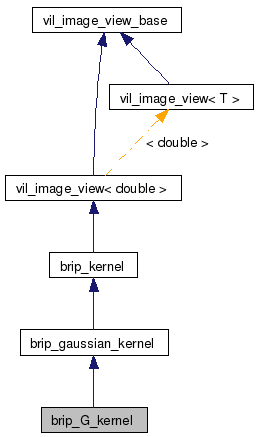 vil_image_view_base
vil_image_view< T >
< double >
vil_image_view< double >
brip_kernel
brip_gaussian_kernel
brip_G_kernel